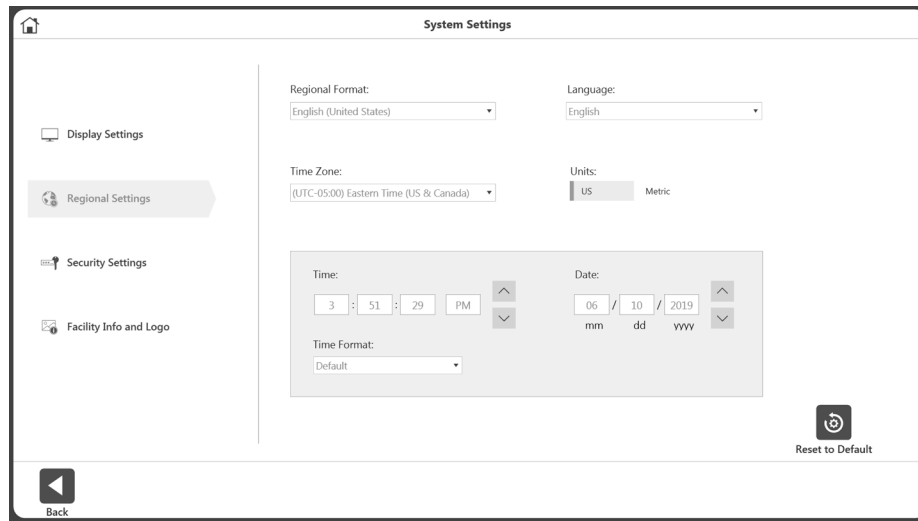 System Settings
Display Settings
Regional Settings
Security Settings
Facility Info and Logo
Regional Format:
English (United States)
Language:
English
Time Zone:
(UTC-05:00) Eastern Time (US & Canada)
Units:
US Metric
Time:
3 : 51 : 29 PM
Time Format:
Default
Date:
06 / 10 / 2019
mm dd yyyy
Reset to Default
Back